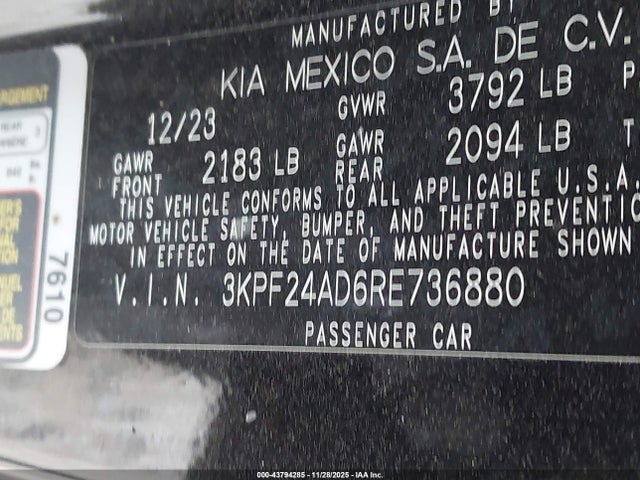 MANUFACTURED BY
KIA MEXICO S.A. DE C.V.
12/23 GVWR 3792 LB P
GAWR FRONT 2183 LB GAWR REAR 2094 LB T
THIS VEHICLE CONFORMS TO ALL APPLICABLE U.S.A.
MOTOR VEHICLE SAFETY, BUMPER, AND THEFT PREVENTIO
IN EFFECT ON THE DATE OF MANUFACTURE SHOWN
V.I.N. 3KPF24AD6RE736880
PASSENGER CAR
7610
000-43794285 - 11/28/2025 - IAA Inc.